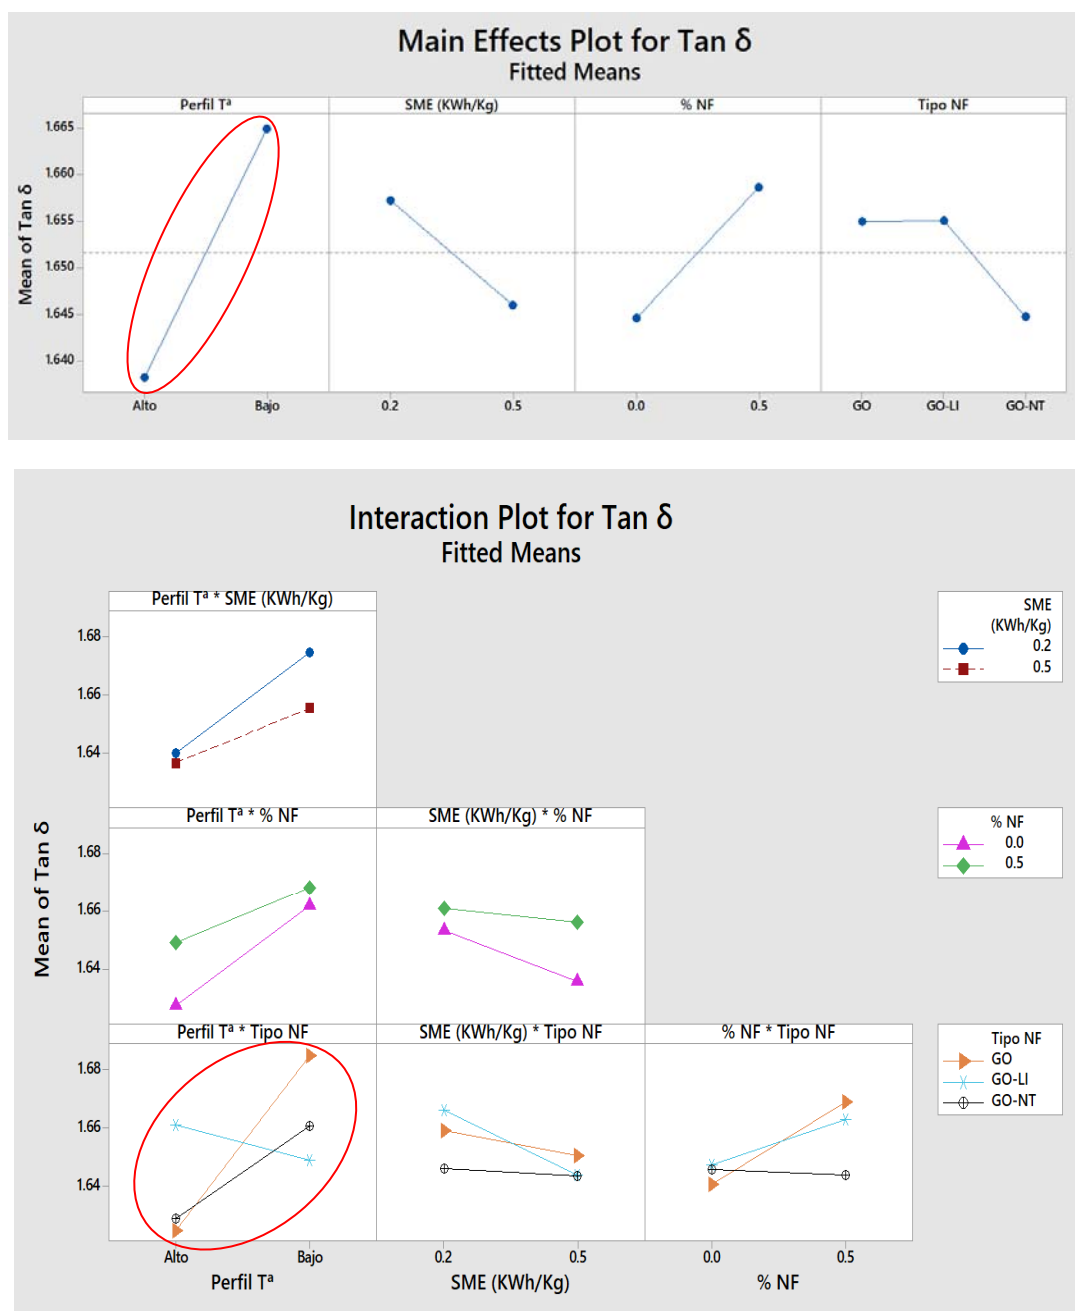 Main Effects Plot for Tan δ
Fitted Means
Perfil Tª SME (KWh/Kg) % NF Tipo NF
Mean of Tan δ
1.665
1.660
1.655
1.650
1.645
1.640
Alto Bajo 0.2 0.5 0.0 0.5 GO GO-LI GO-NT
Interaction Plot for Tan δ
Fitted Means
Perfil Tª * SME (KWh/Kg)
SME
(KWh/Kg)
0.2
0.5
1.68
1.66
1.64
Mean of Tan δ
Perfil Tª * % NF SME (KWh/Kg) * % NF
% NF
0.0
0.5
1.68
1.66
1.64
Perfil Tª * Tipo NF SME (KWh/Kg) * Tipo NF % NF * Tipo NF
Tipo NF
GO
GO-LI
GO-NT
1.68
1.66
1.64
Alto Bajo 0.2 0.5 0.0 0.5
Perfil Tª SME (KWh/Kg) % NF